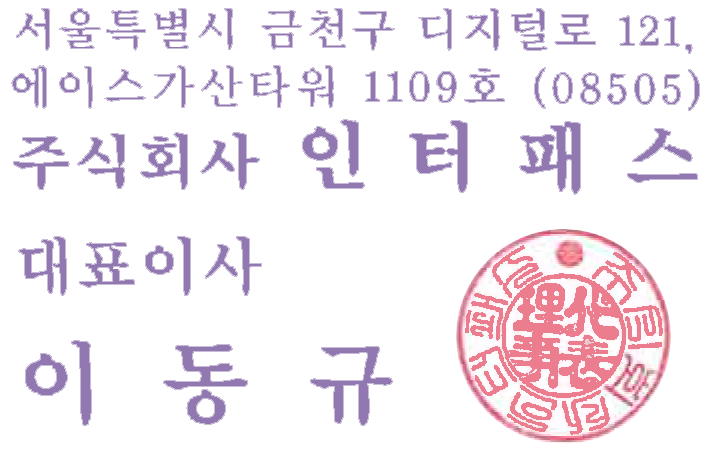 서울특별시 금천구 디지털로 121,
에이스가산타워 1109호 (08505)
주식회사 인터패스
대표이사
이동규
代表
理事